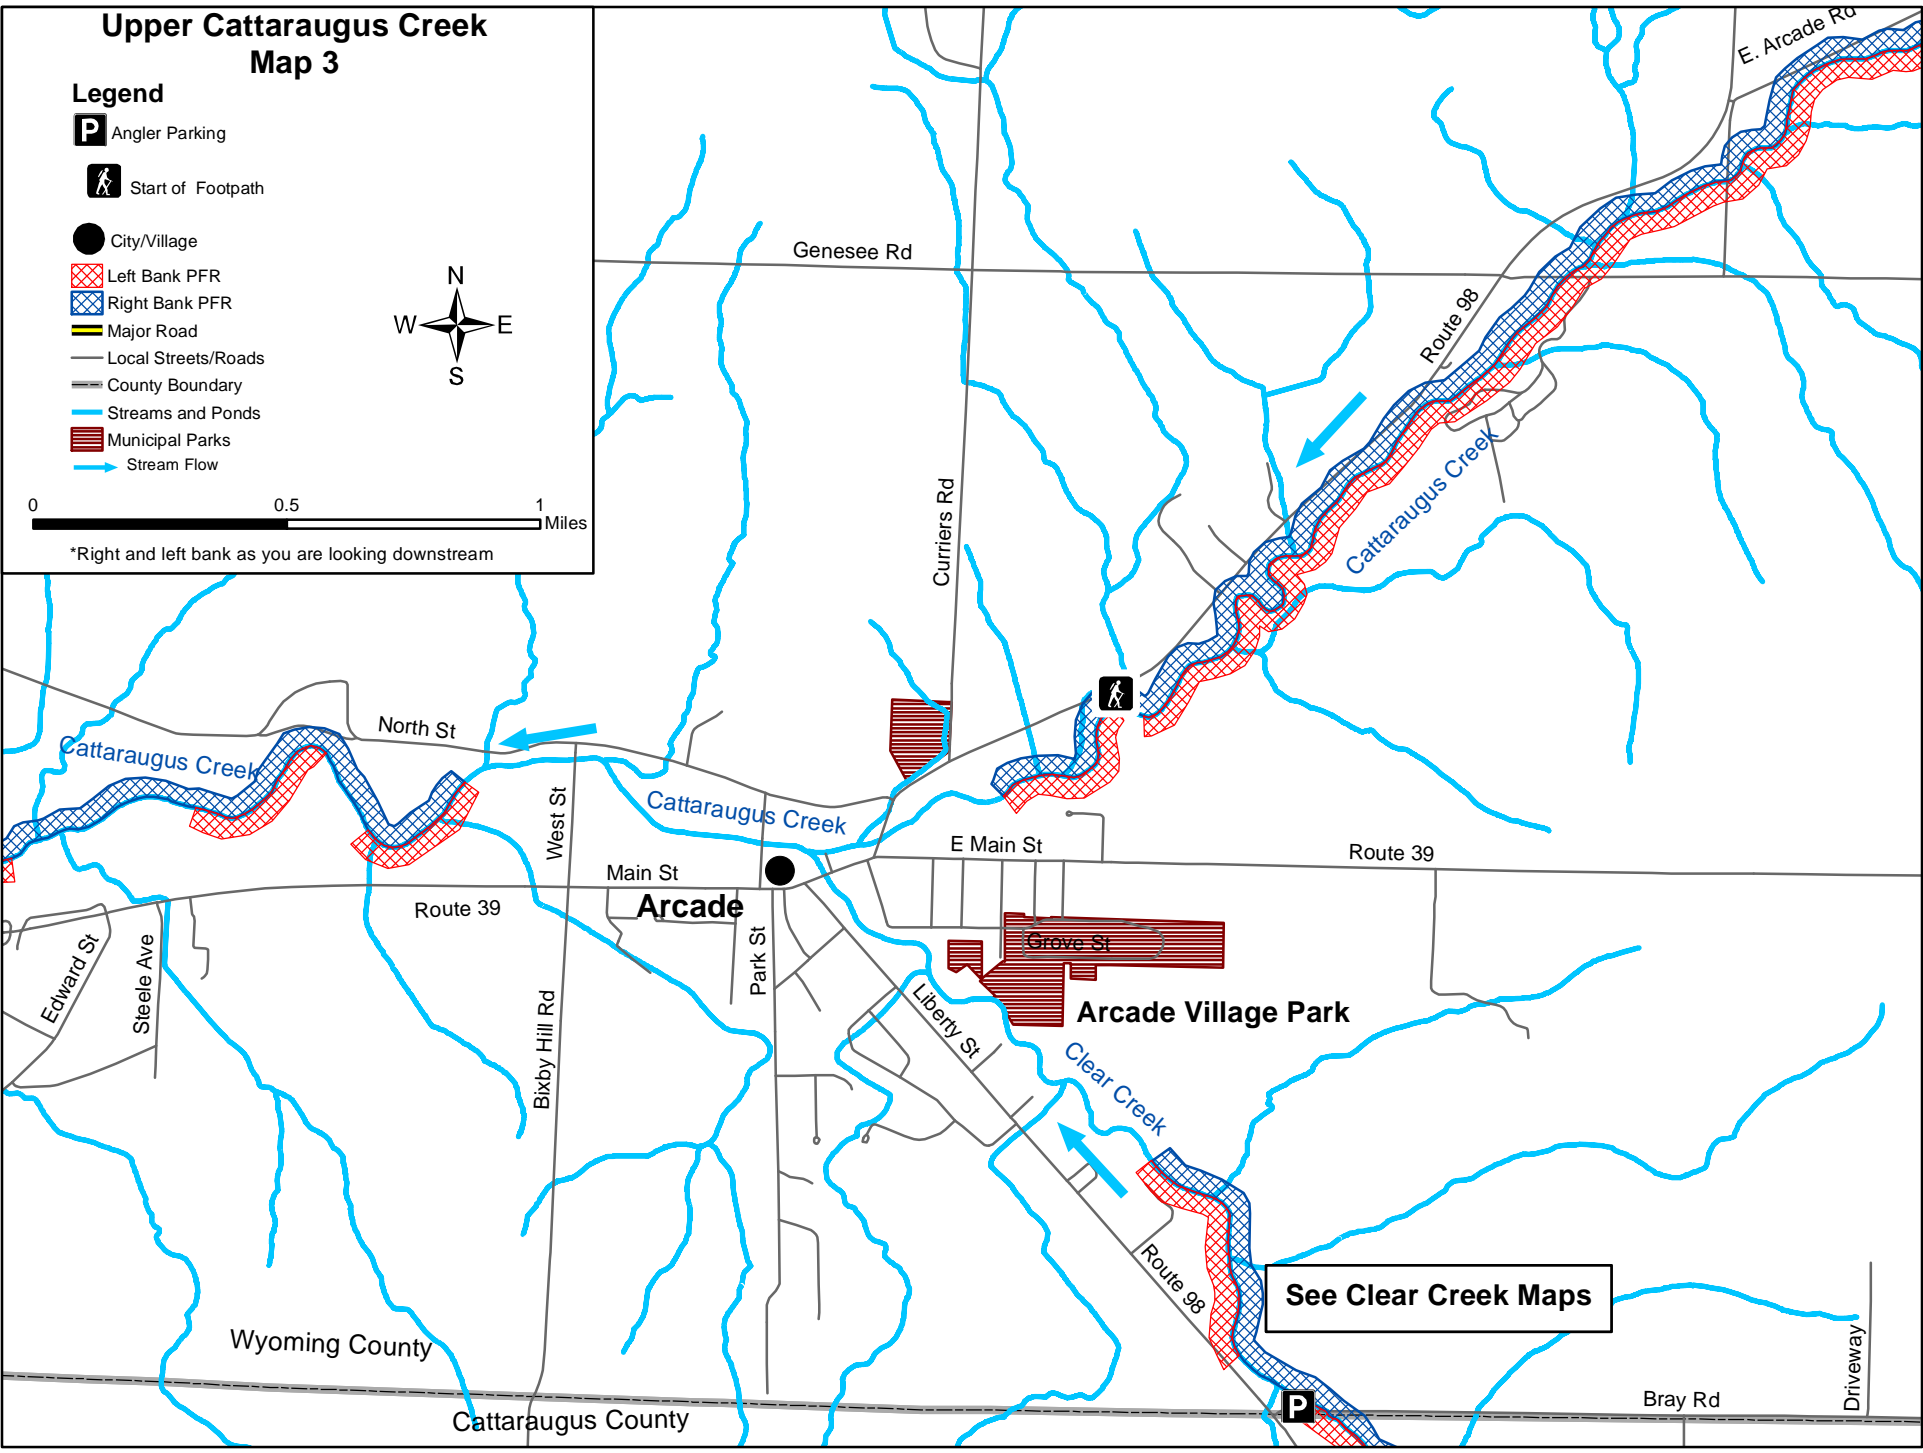 Upper Cattaraugus Creek
Map 3
Legend
P Angler Parking
Start of Footpath
City/Village
Left Bank PFR
Right Bank PFR
Major Road
Local Streets/Roads
County Boundary
Streams and Ponds
Municipal Parks
Stream Flow
N
W E
S
0 0.5 1
Miles
*Right and left bank as you are looking downstream
E. Arcade Rd
Genesee Rd
Route 98
Cattaraugus Creek
Curriers Rd
North St
Cattaraugus Creek
West St
Cattaraugus Creek
E Main St
Route 39
Main St
Arcade
Route 39
Edward St
Steele Ave
Park St
Grove St
Bixby Hill Rd
Liberty St
Arcade Village Park
Clear Creek
Route 98
See Clear Creek Maps
Wyoming County
Cattaraugus County
P
Bray Rd
Driveway